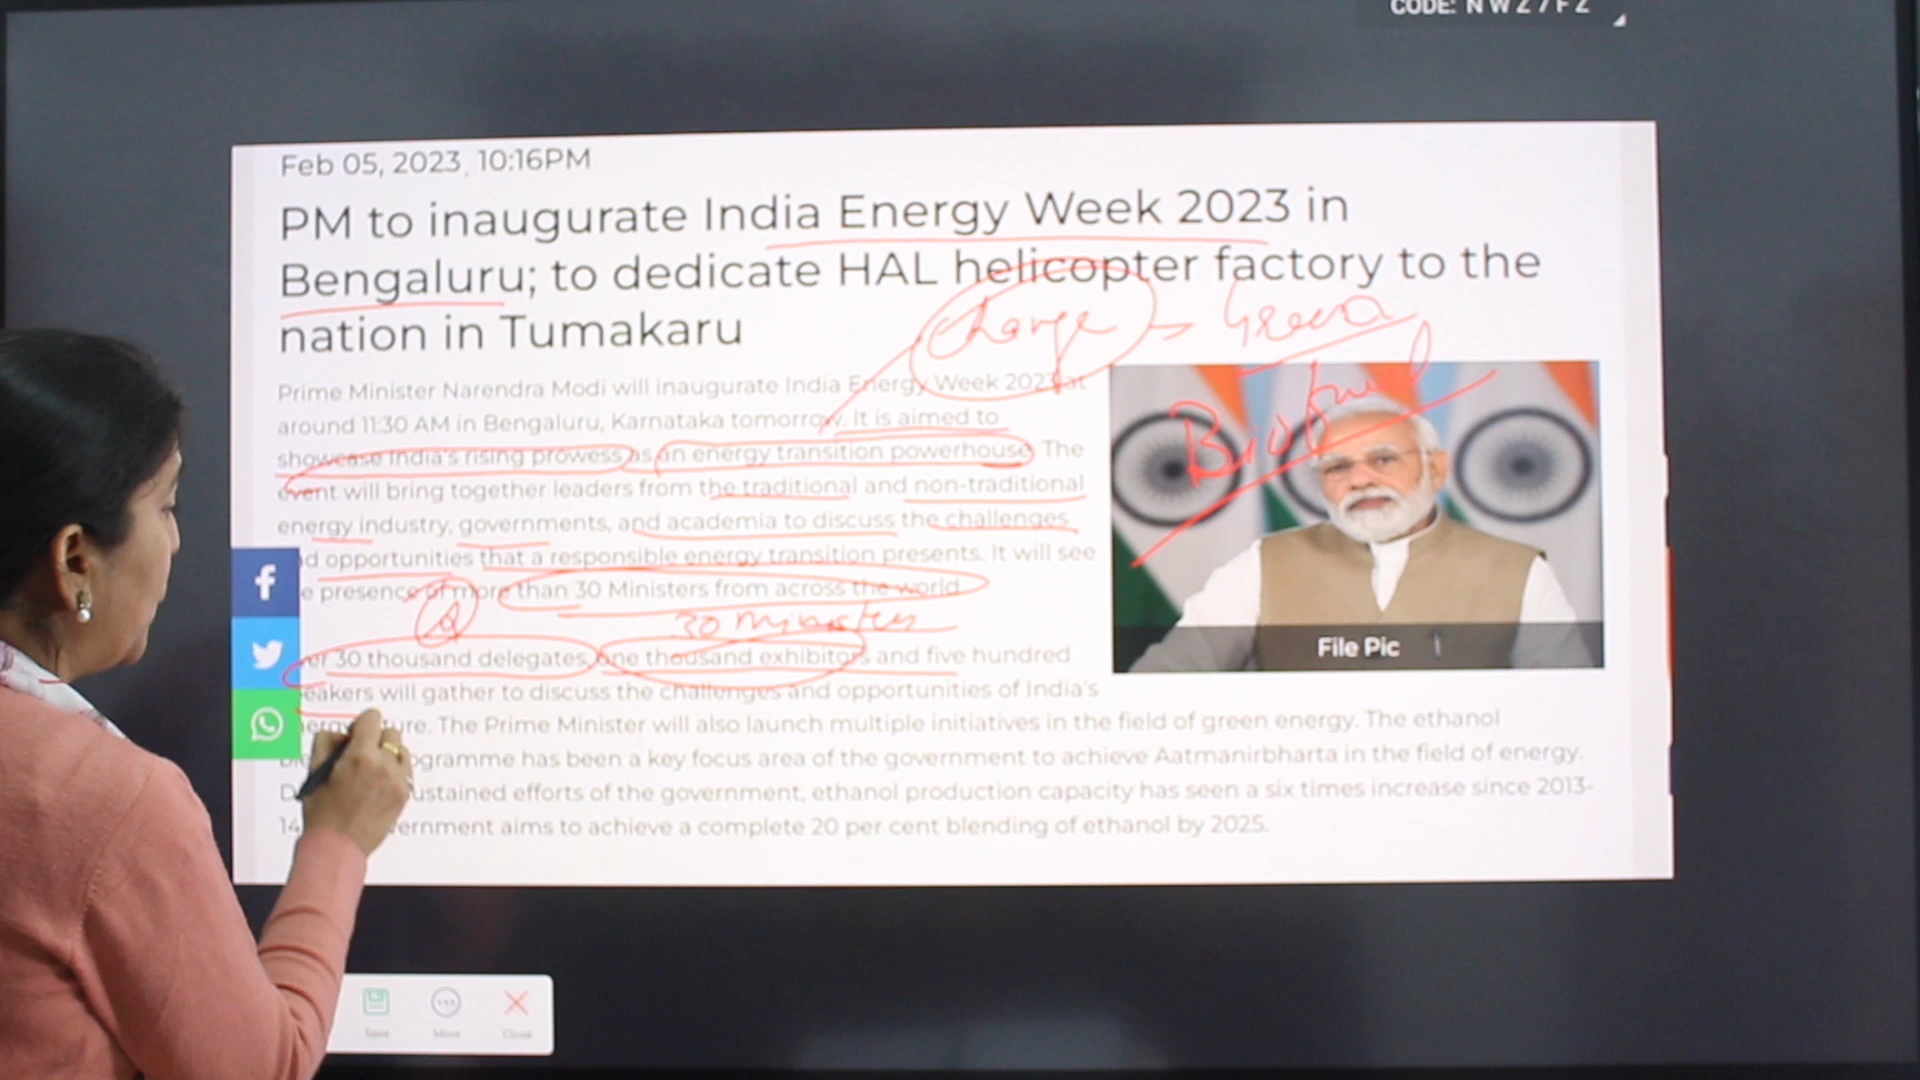 CODE: NWZ7FZ
Feb 05, 2023, 10:16PM
PM to inaugurate India Energy Week 2023 in
Bengaluru; to dedicate HAL helicopter factory to the
nation in Tumakaru
Change
Green
Biofuel
Prime Minister Narendra Modi will inaugurate India Energy Week 2023 at
around 11:30 AM in Bengaluru, Karnataka tomorrow. It is aimed to
showcase India's rising prowess as an energy transition powerhouse. The
event will bring together leaders from the traditional and non-traditional
energy industry, governments, and academia to discuss the challenges
opportunities that a responsible energy transition presents. It will see
presence of more than 30 Ministers from across the world
30 ministers
30 thousand delegates, one thousand exhibitors and five hundred
eakers will gather to discuss the challenges and opportunities of India's
The Prime Minister will also launch multiple initiatives in the field of green energy. The ethanol
ogramme has been a key focus area of the government to achieve Aatmanirbharta in the field of energy.
ustained efforts of the government, ethanol production capacity has seen a six times increase since 2013-
14 ernment aims to achieve a complete 20 per cent blending of ethanol by 2025.
File Pic
Save More Close